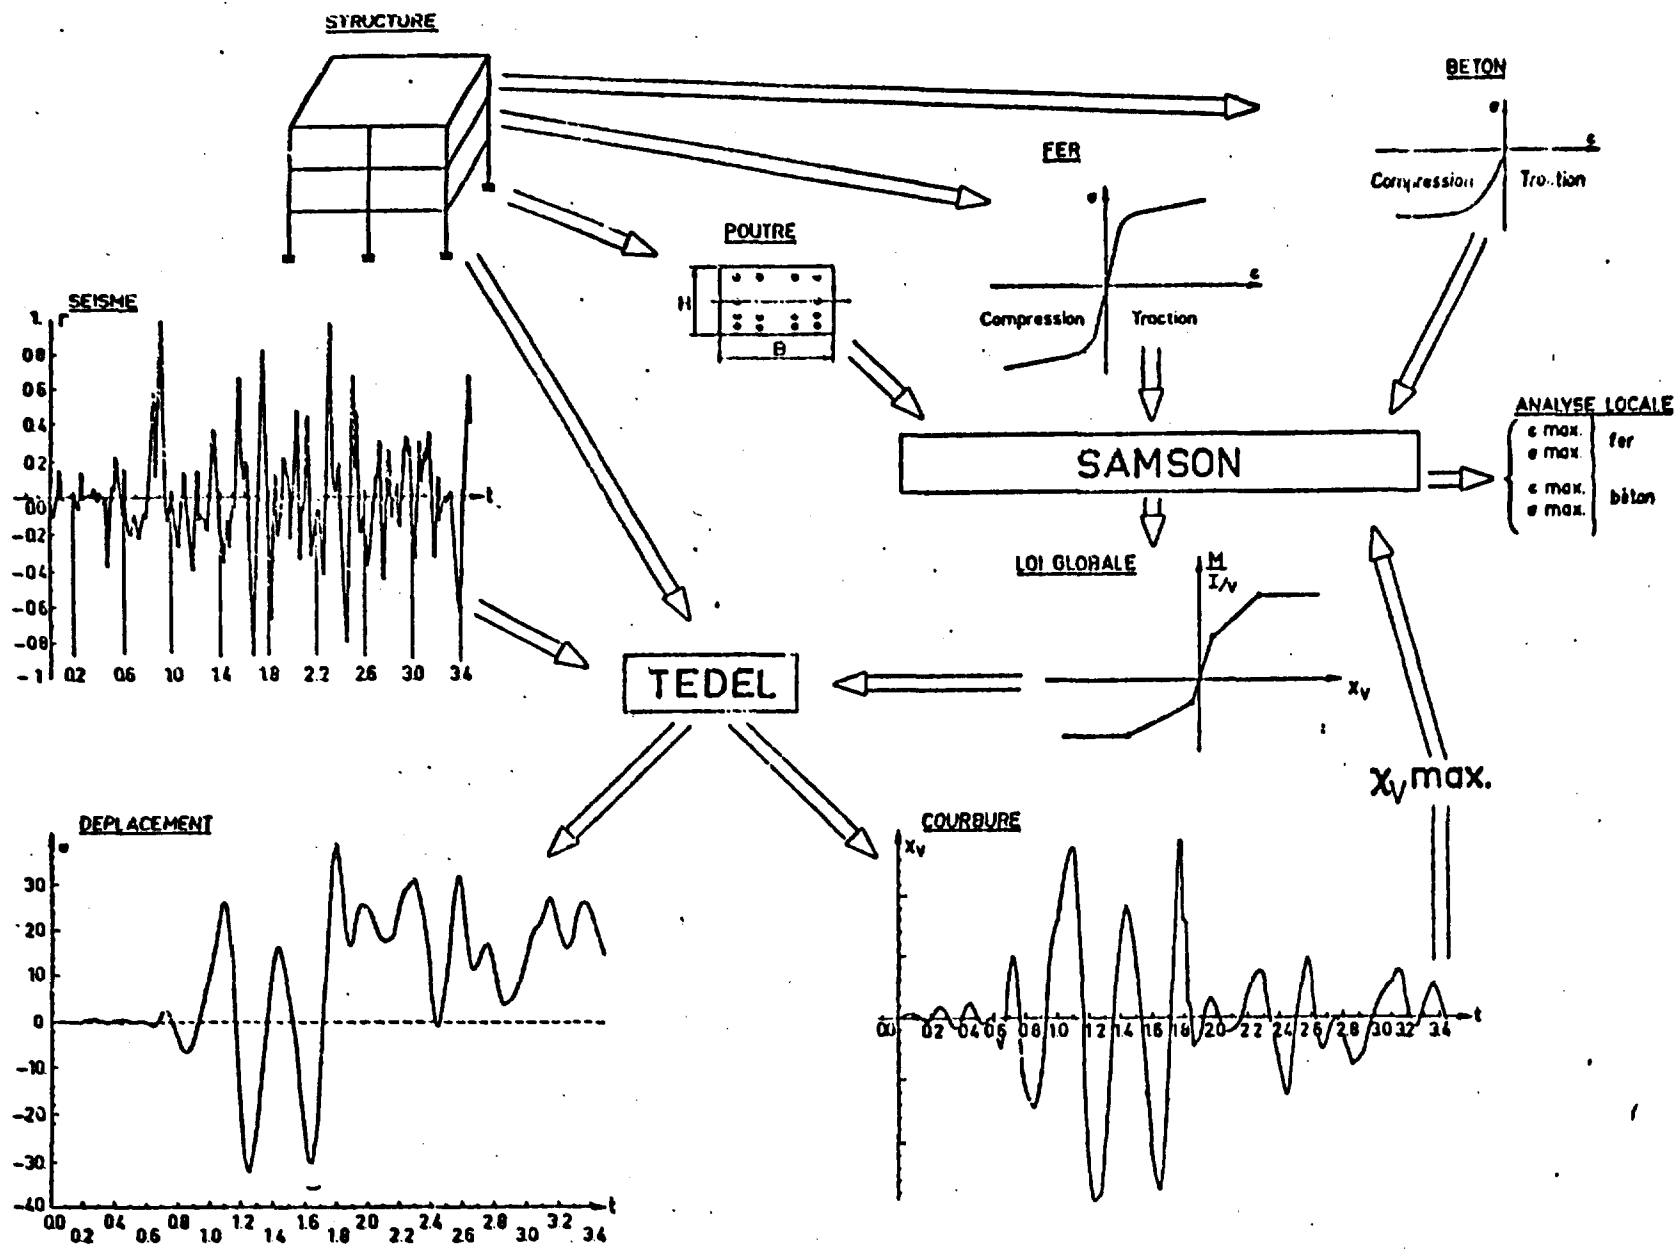 STRUCTURE
BETON
σ
ε
Compression
Traction
FER
σ
ε
Compression
Traction
POUTRE
H
B
SEISME
1.
Γ
0.8
0.6
0.4
0.2
0.0
t
-0.2
-0.4
-0.6
-0.8
-1
0.2 0.6 1.0 1.4 1.8 2.2 2.6 3.0 3.4
SAMSON
ANALYSE LOCALE
ε max.
σ max.
fer
ε max.
σ max.
bèton
LOI GLOBALE
M
I/v
χv
TEDEL
χv max.
DEPLACEMENT
30
20
10
0
-10
-20
-30
-40
0.0 0.4 0.8 1.2 1.6 2.0 2.4 2.8 3.2
t
0.2 0.6 1.0 1.4 1.8 2.2 2.6 3.0 3.4
COURBURE
χv
0.0 0.2 0.4 0.6 0.8 1.0 1.2 1.4 1.6 1.8 2.0 2.2 2.4 2.6 2.8 3.0 3.2 3.4
t